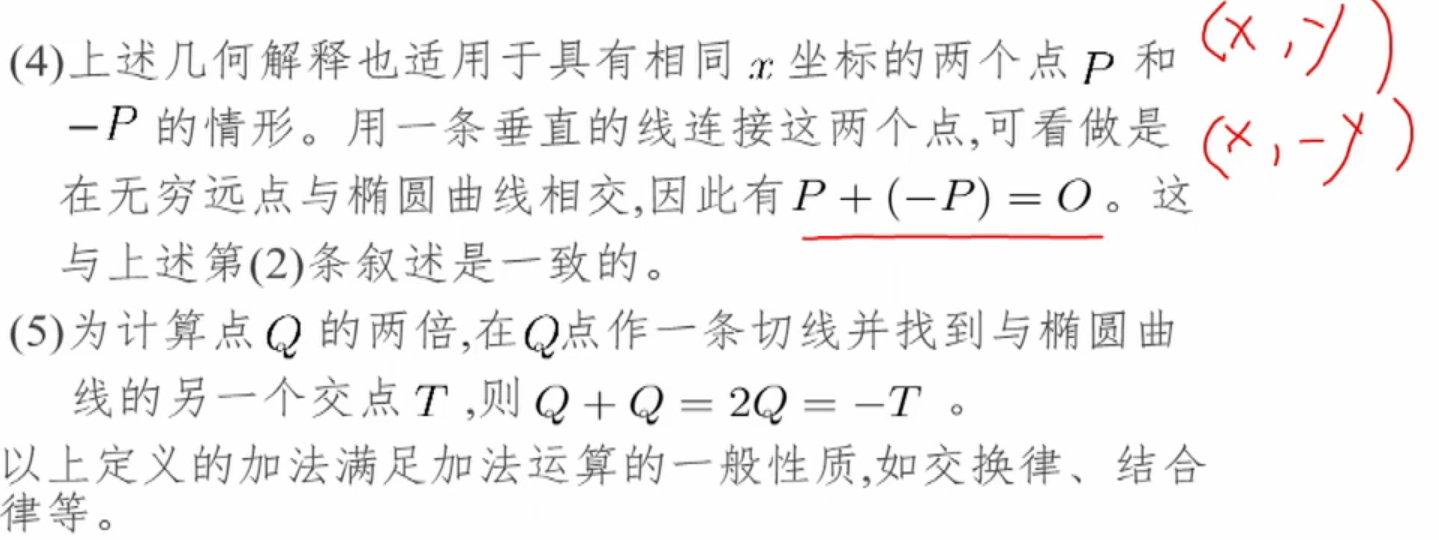 (4)上述几何解释也适用于具有相同 x 坐标的两个点 P 和 (x,y)
−P 的情形。用一条垂直的线连接这两个点,可看做是 (x,-y)
在无穷远点与椭圆曲线相交,因此有 P + (−P) = O 。这
与上述第(2)条叙述是一致的。
(5)为计算点 Q 的两倍,在Q点作一条切线并找到与椭圆曲
线的另一个交点 T ,则 Q + Q = 2Q = −T 。
以上定义的加法满足加法运算的一般性质,如交换律、结合
律等。